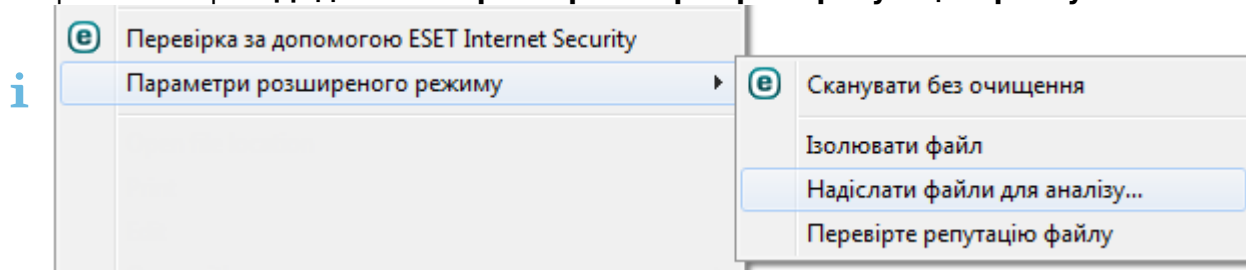 Перевірка за допомогою ESET Internet Security
Параметри розширеного режиму
Сканувати без очищення
Ізолювати файл
Надіслати файли для аналізу...
Перевірте репутацію файлу